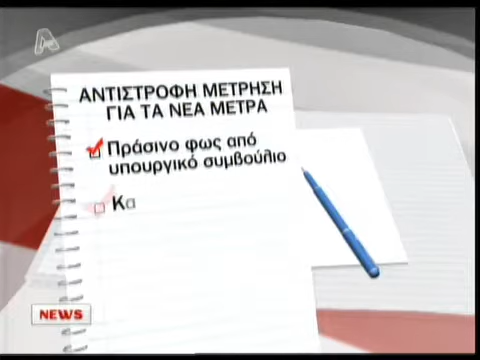 ΑΝΤΙΣΤΡΟΦΗ ΜΕΤΡΗΣΗ
ΓΙΑ ΤΑ ΝΕΑ ΜΕΤΡΑ
Πράσινο φως από
υπουργικό συμβούλιο
Κα
NEWS